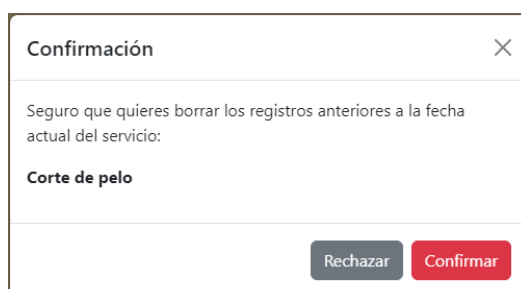 Confirmación
Seguro que quieres borrar los registros anteriores a la fecha
actual del servicio:
Corte de pelo
Rechazar
Confirmar